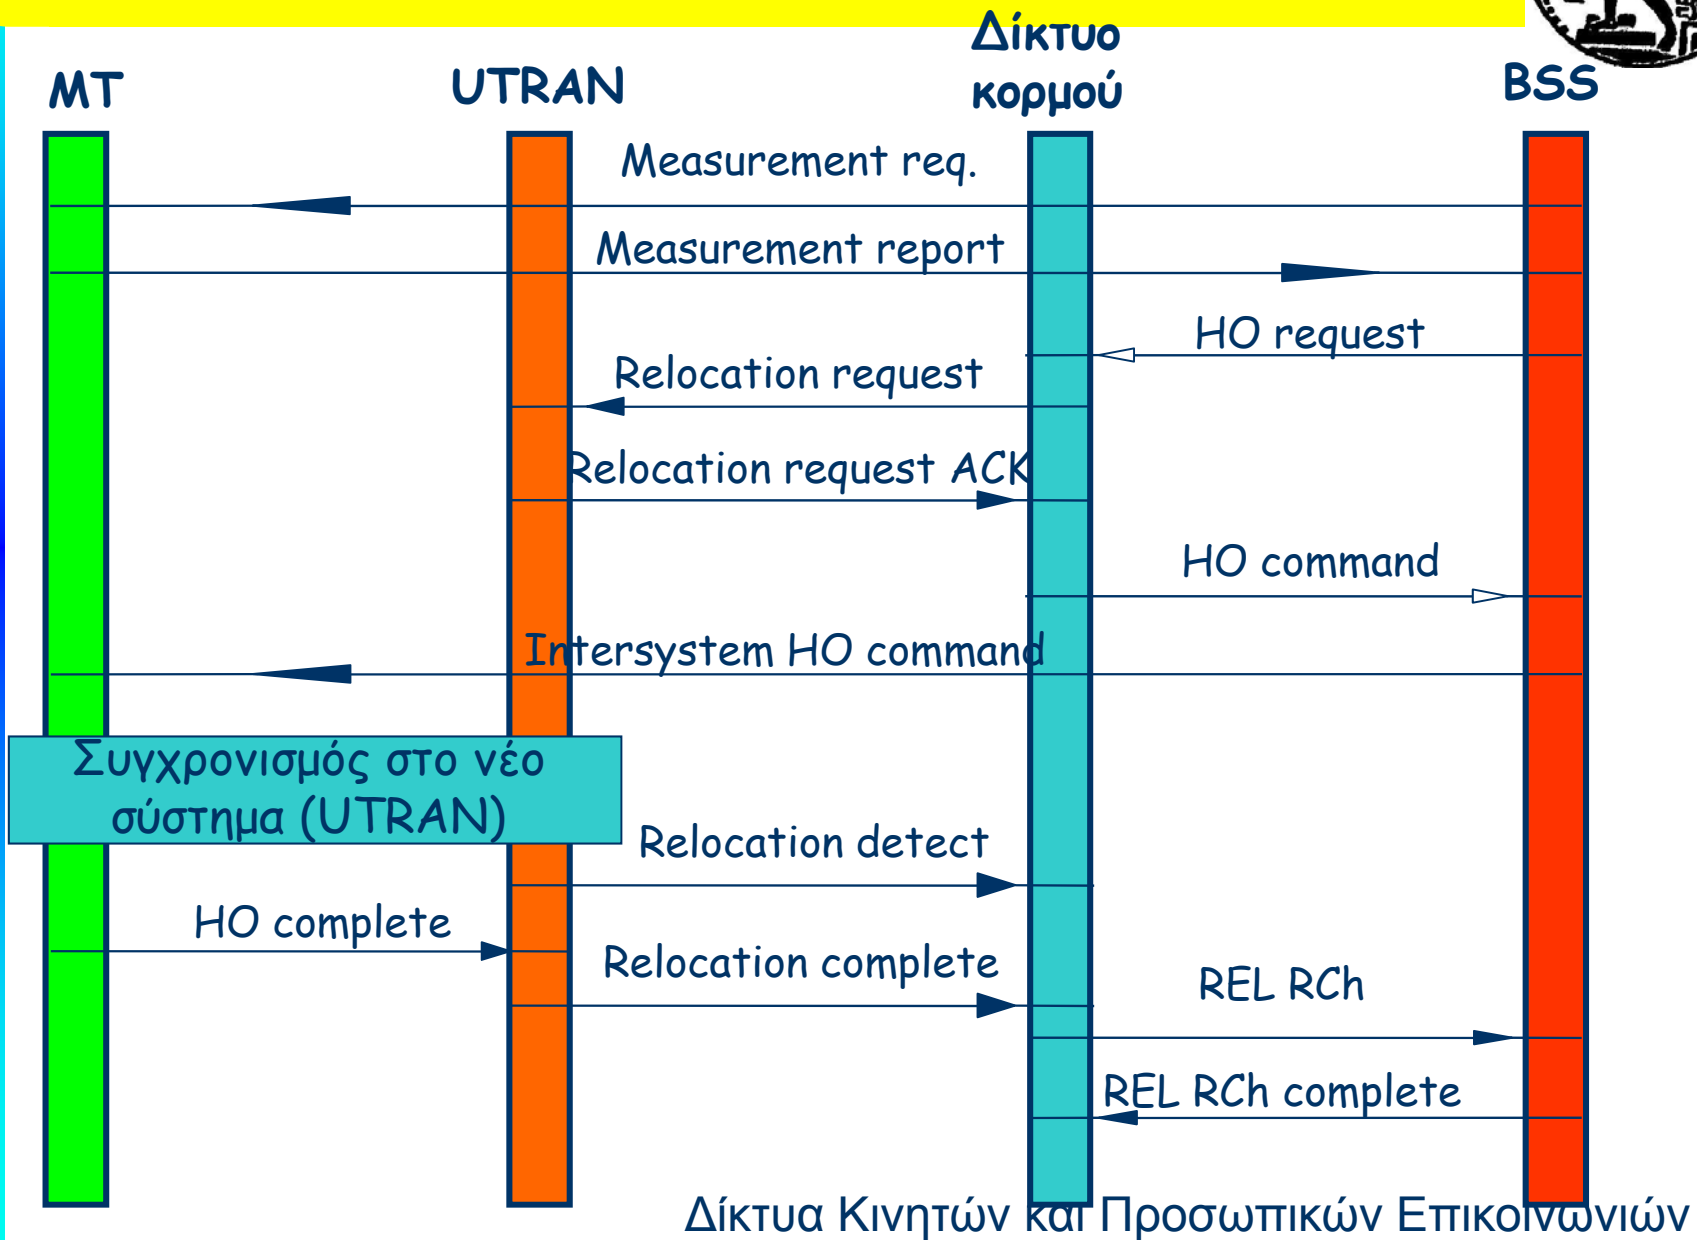 Δίκτυο
κορμού
MT
UTRAN
BSS
Measurement req.
Measurement report
HO request
Relocation request
Relocation request ACK
HO command
Intersystem HO command
Συγχρονισμός στο νέο
σύστημα (UTRAN)
Relocation detect
HO complete
Relocation complete
REL RCh
REL RCh complete
Δίκτυα Κινητών και Προσωπικών Επικοινωνιών